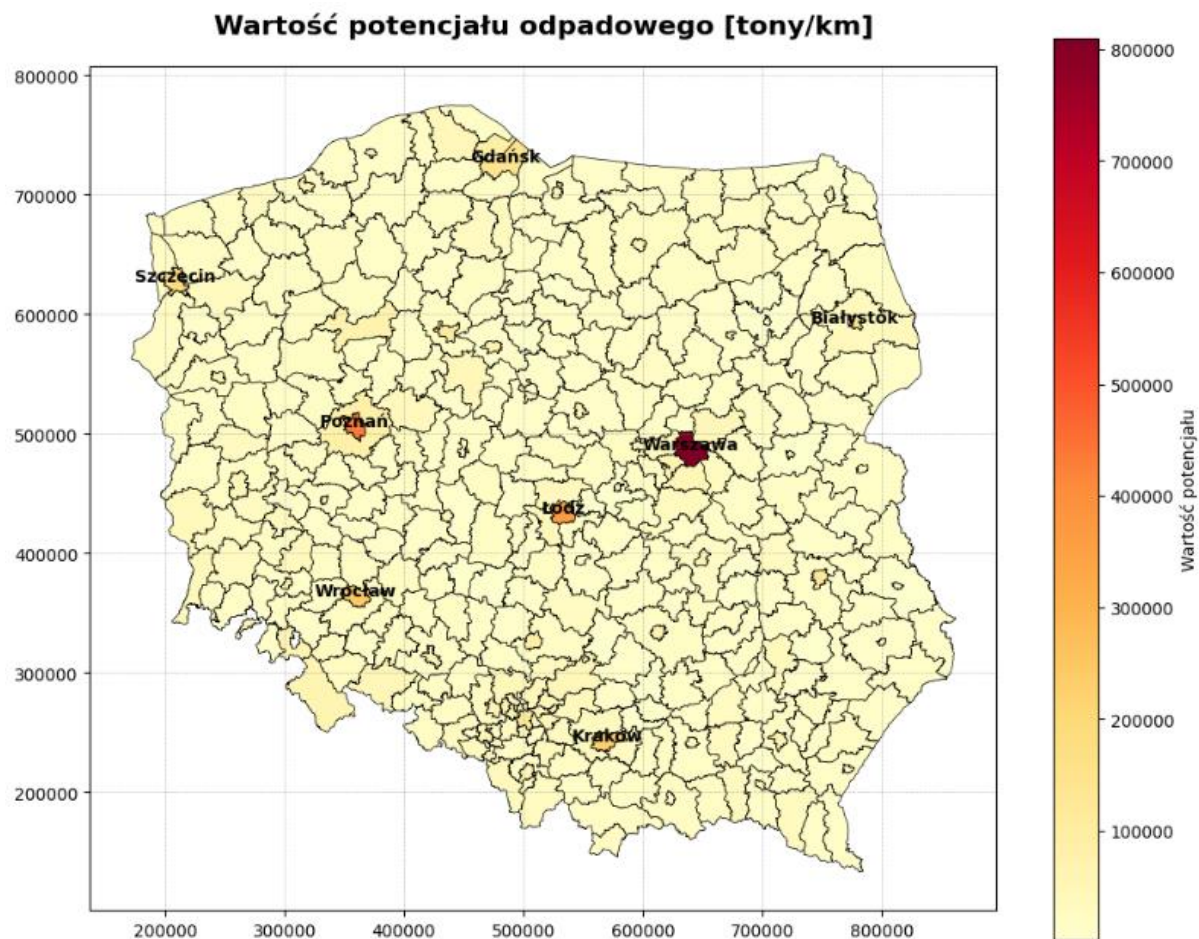 Wartość potencjału odpadowego [tony/km]
800000
700000
600000
500000
400000
300000
200000
200000
300000
400000
500000
600000
700000
800000
Gdańsk
Szczecin
Białystok
Poznań
Warszawa
Łódź
Wrocław
Kraków
800000
700000
600000
500000
400000
300000
200000
100000
Wartość potencjału